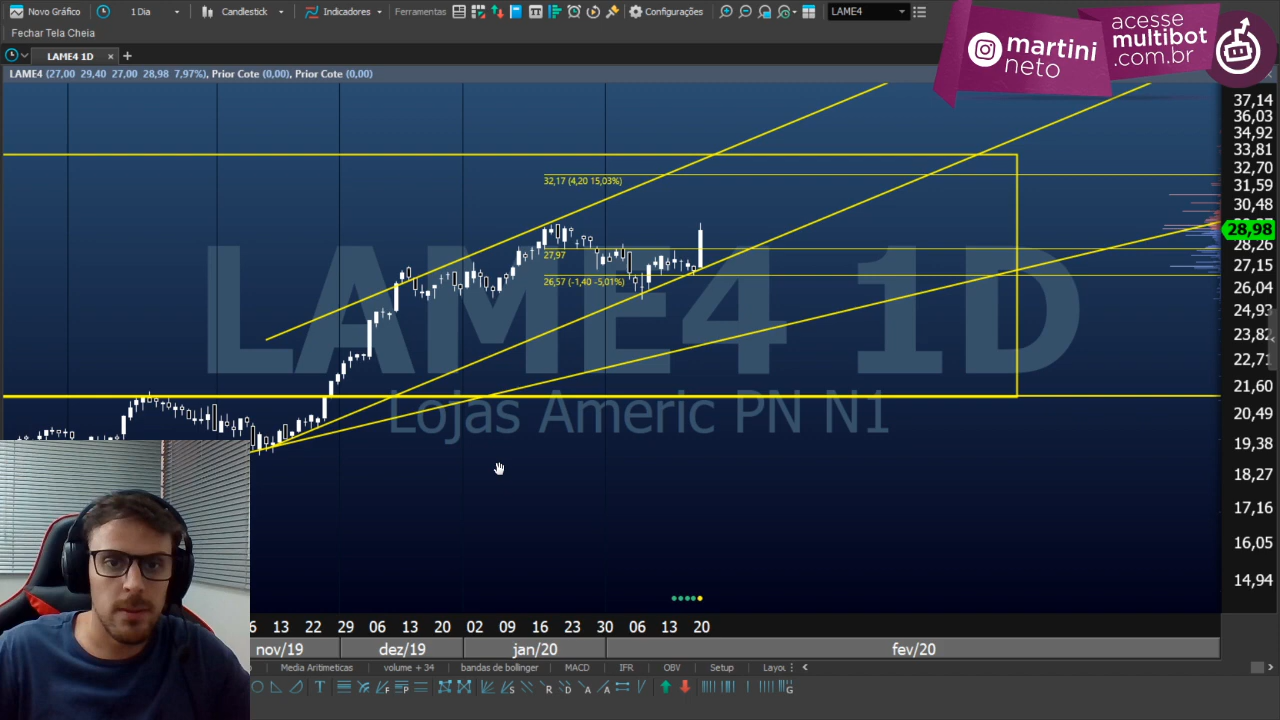 Novo Gráfico
1 Dia
Candlestick
Indicadores
Ferramentas
Configurações
LAME4
Fechar Tela Cheia
LAME4 1D
LAME4 (27,00 29,40 27,00 28,98 7,97%), Prior Cote (0,00), Prior Cote (0,00)
martini
neto
acesse
multibot
.com.br
37,14
36,03
34,92
33,81
32,70
31,59
30,48
28,98
28,26
27,15
26,04
24,93
23,82
22,71
21,60
20,49
19,38
18,27
17,16
16,05
14,94
32,17 (4,20 15,03%)
27,97
26,57 (-1,40 -5,01%)
LAME4 1D
Lojas Americ PN N1
6 13 22 29 06 13 20 02 09 16 23 30 06 13 20
nov/19 dez/19 jan/20 fev/20
Media Aritmeticas volume + 34 bandas de bollinger MACD IFR OBV Setup Layou